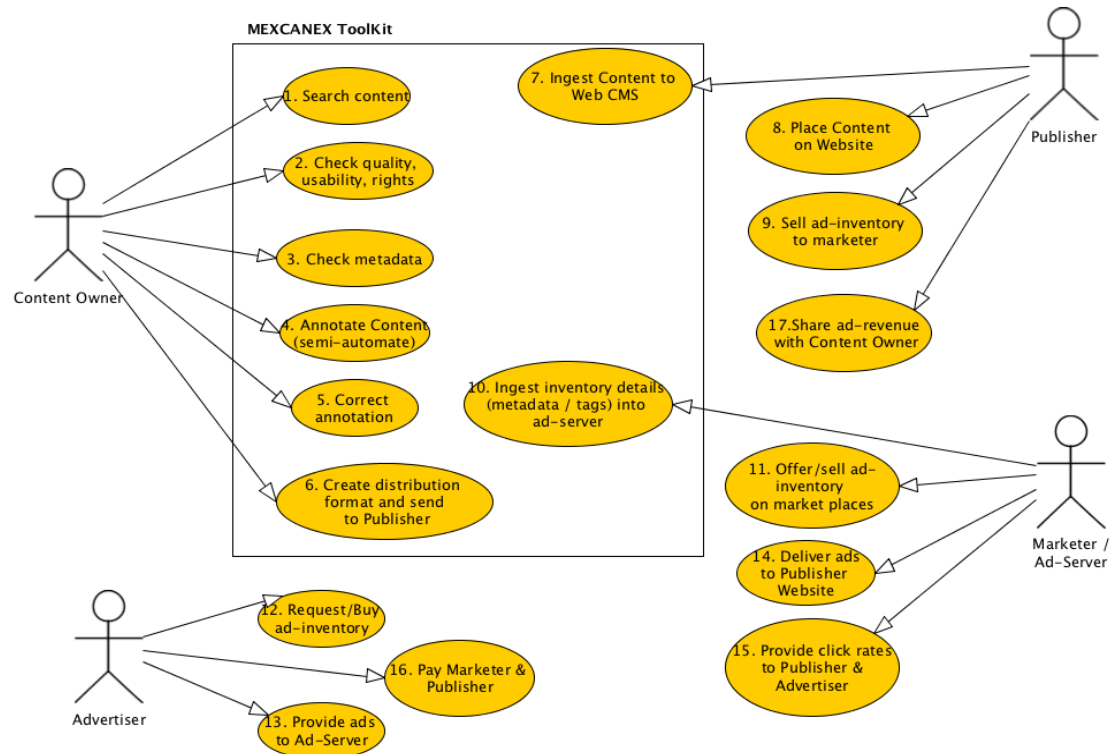 MEXCANEX ToolKit
1. Search content
2. Check quality,
usability, rights
3. Check metadata
4. Annotate Content
(semi-automate)
5. Correct
annotation
6. Create distribution
format and send
to Publisher
7. Ingest Content to
Web CMS
10. Ingest inventory details
(metadata / tags) into
ad-server
Content Owner
Publisher
8. Place Content
on Website
9. Sell ad-inventory
to marketer
17.Share ad-revenue
with Content Owner
11. Offer/sell ad-
inventory
on market places
14. Deliver ads
to Publisher
Website
15. Provide click rates
to Publisher &
Advertiser
Marketer /
Ad-Server
12. Request/Buy
ad-inventory
16. Pay Marketer &
Publisher
13. Provide ads
to Ad-Server
Advertiser